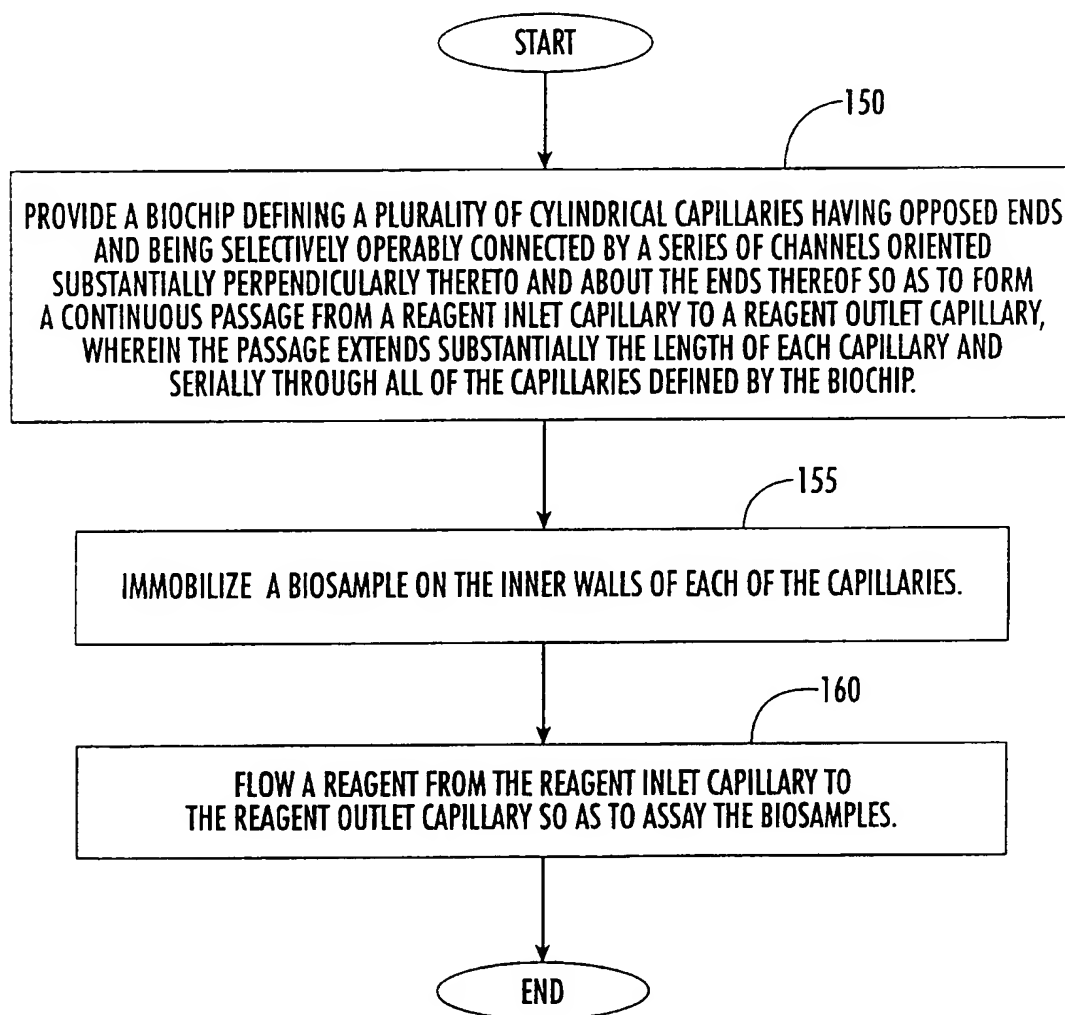 START
150
PROVIDE A BIOCHIP DEFINING A PLURALITY OF CYLINDRICAL CAPILLARIES HAVING OPPOSED ENDS
AND BEING SELECTIVELY OPERABLY CONNECTED BY A SERIES OF CHANNELS ORIENTED
SUBSTANTIALLY PERPENDICULARLY THERETO AND ABOUT THE ENDS THEREOF SO AS TO FORM
A CONTINUOUS PASSAGE FROM A REAGENT INLET CAPILLARY TO A REAGENT OUTLET CAPILLARY,
WHEREIN THE PASSAGE EXTENDS SUBSTANTIALLY THE LENGTH OF EACH CAPILLARY AND
SERIALLY THROUGH ALL OF THE CAPILLARIES DEFINED BY THE BIOCHIP.
155
IMMOBILIZE A BIOSAMPLE ON THE INNER WALLS OF EACH OF THE CAPILLARIES.
160
FLOW A REAGENT FROM THE REAGENT INLET CAPILLARY TO
THE REAGENT OUTLET CAPILLARY SO AS TO ASSAY THE BIOSAMPLES.
END